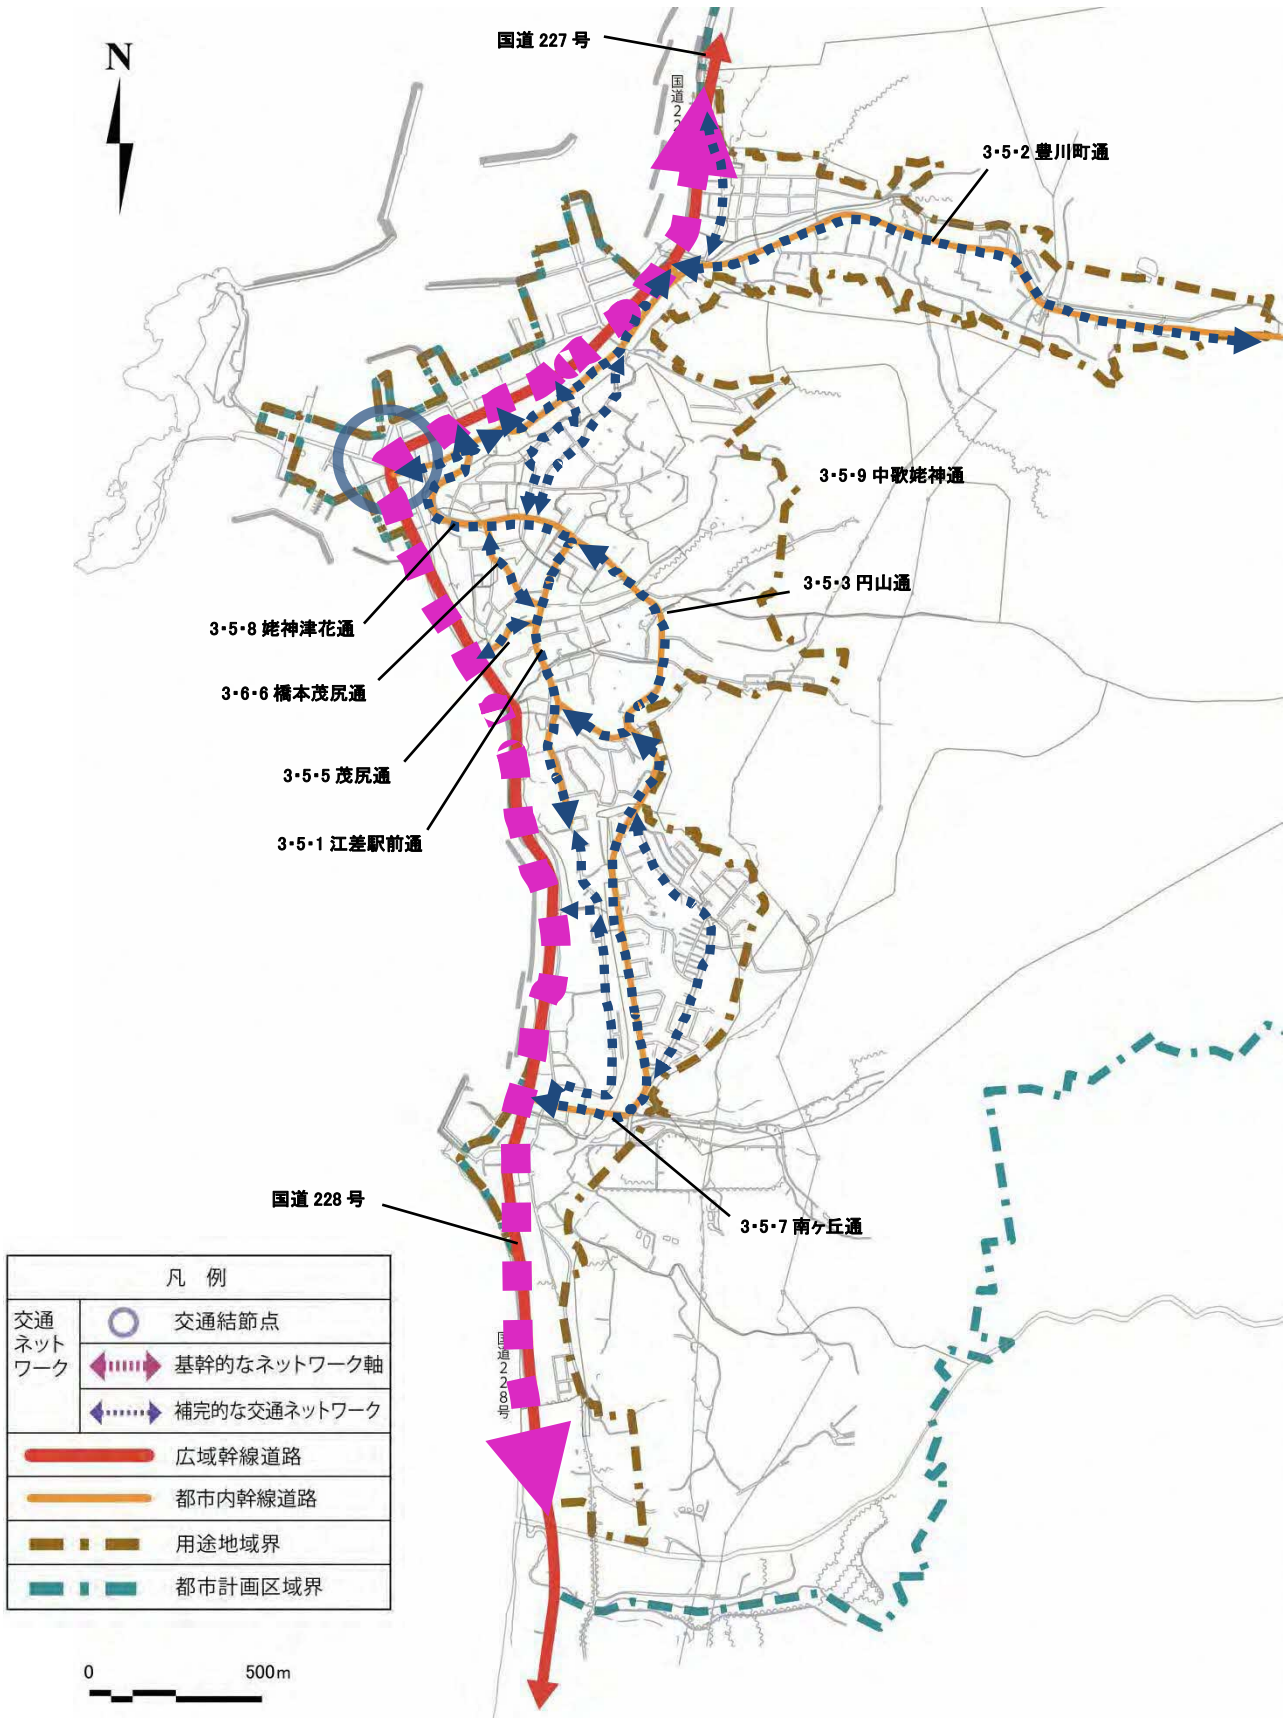 国道 227 号
N
国道22
3・5・2 豊川町通
3・5・9 中歌姥神通
3・5・3 円山通
3・5・8 姥神津花通
3・6・6 橋本茂尻通
3・5・5 茂尻通
3・5・1 江差駅前通
国道 228 号
3・5・7 南ヶ丘通
国道228号
凡 例
交通
ネット
ワーク
交通結節点
基幹的なネットワーク軸
補完的な交通ネットワーク
広域幹線道路
都市内幹線道路
用途地域界
都市計画区域界
0 500m